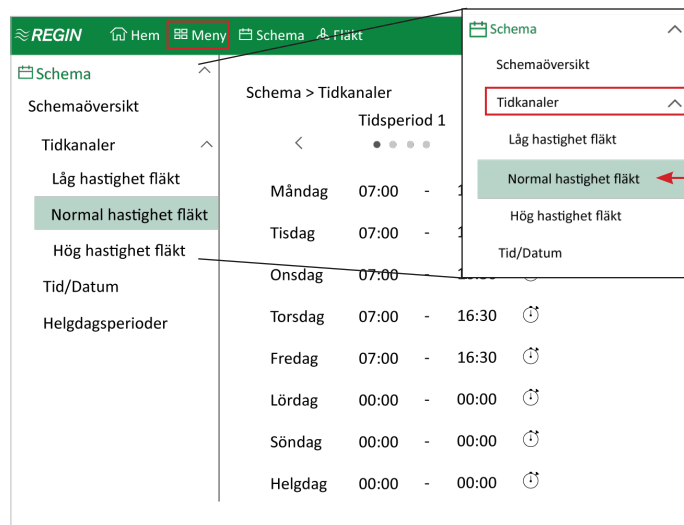 REGIN Hem Meny Schema Fläkt
Schema
Schemaöversikt
Tidkanaler
Låg hastighet fläkt
Normal hastighet fläkt
Hög hastighet fläkt
Tid/Datum
Helgdagsperioder
Schema > Tidkanaler
Tidsperiod 1
Måndag 07:00 -
Tisdag 07:00 -
Onsdag 07:00 -
Torsdag 07:00 - 16:30
Fredag 07:00 - 16:30
Lördag 00:00 - 00:00
Söndag 00:00 - 00:00
Helgdag 00:00 - 00:00
Schema
Schemaöversikt
Tidkanaler
Låg hastighet fläkt
Normal hastighet fläkt
Hög hastighet fläkt
Tid/Datum